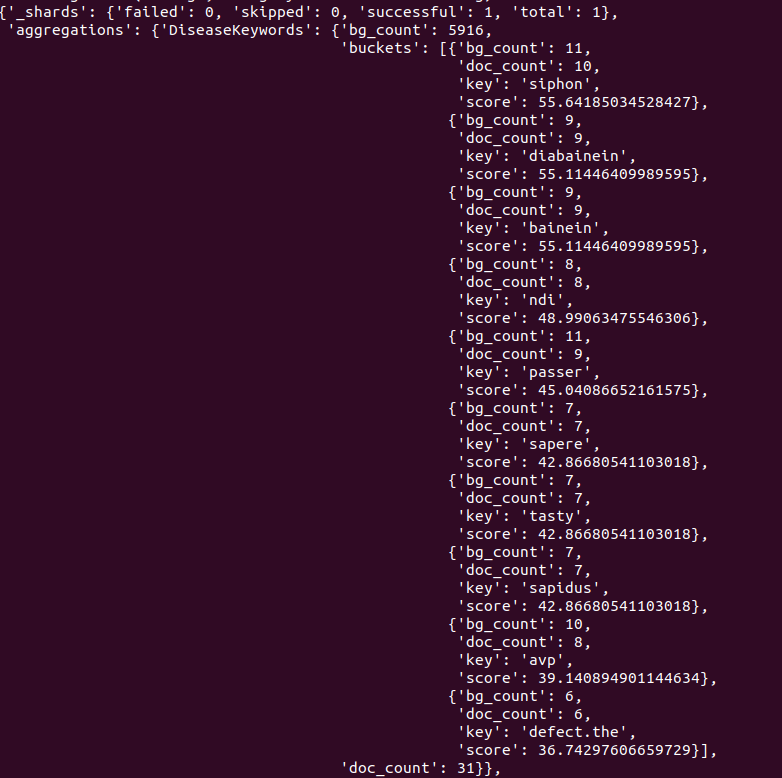 {'_shards': {'failed': 0, 'skipped': 0, 'successful': 1, 'total': 1},
'aggregations': {'DiseaseKeywords': {'bg_count': 5916,
'buckets': [{'bg_count': 11,
'doc_count': 10,
'key': 'siphon',
'score': 55.64185034528427},
{'bg_count': 9,
'doc_count': 9,
'key': 'diabainein',
'score': 55.11446409989595},
{'bg_count': 9,
'doc_count': 9,
'key': 'bainein',
'score': 55.11446409989595},
{'bg_count': 8,
'doc_count': 8,
'key': 'ndi',
'score': 48.99063475546306},
{'bg_count': 11,
'doc_count': 9,
'key': 'passer',
'score': 45.04086652161575},
{'bg_count': 7,
'doc_count': 7,
'key': 'sapere',
'score': 42.86680541103018},
{'bg_count': 7,
'doc_count': 7,
'key': 'tasty',
'score': 42.86680541103018},
{'bg_count': 7,
'doc_count': 7,
'key': 'sapidus',
'score': 42.86680541103018},
{'bg_count': 10,
'doc_count': 8,
'key': 'avp',
'score': 39.140894901144634},
{'bg_count': 6,
'doc_count': 6,
'key': 'defect.the',
'score': 36.74297606659729}],
'doc_count': 31}},